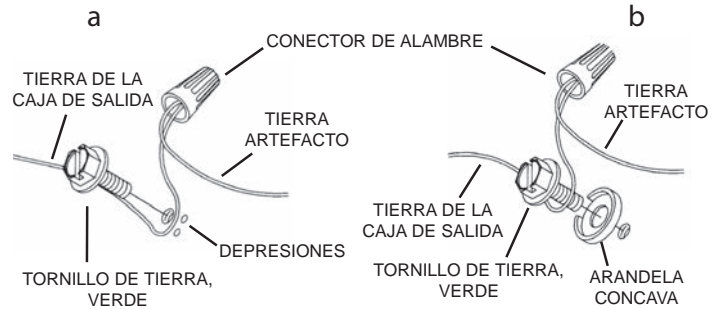 a
b
CONECTOR DE ALAMBRE
TIERRA DE LA
CAJA DE SALIDA
TIERRA
ARTEFACTO
DEPRESIONES
TORNILLO DE TIERRA,
VERDE
TIERRA
ARTEFACTO
TIERRA DE LA
CAJA DE SALIDA
TORNILLO DE TIERRA,
VERDE
ARANDELA
CONCAVA